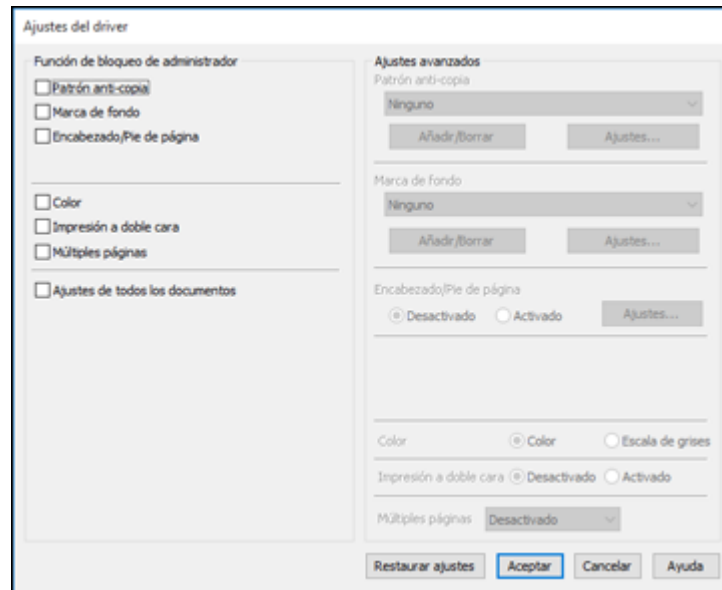 Ajustes del driver
Función de bloqueo de administrador
Patrón anti-copia
Marca de fondo
Encabezado/Pie de página
Color
Impresión a doble cara
Múltiples páginas
Ajustes de todos los documentos
Ajustes avanzados
Patrón anti-copia
Ninguno
Añadir/Borrar Ajustes...
Marca de fondo
Ninguno
Añadir/Borrar Ajustes...
Encabezado/Pie de página
Desactivado Activado Ajustes...
Color Color Escala de grises
Impresión a doble cara Desactivado Activado
Múltiples páginas Desactivado
Restaurar ajustes Aceptar Cancelar Ayuda